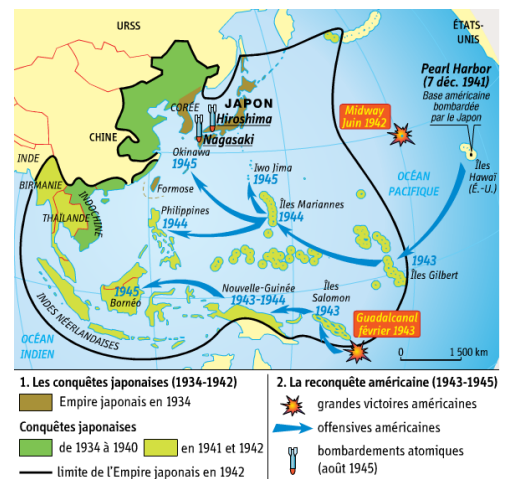 URSS
ÉTATS-
UNIS
Pearl Harbor
(7 déc. 1941)
Base américaine
bombardée
par le Japon
CORÉE
JAPON
Hiroshima
Nagasaki
Midway
Juin 1942
CHINE
Okinawa
1945
Iwo Jima
1945
Îles
Hawaï
(É.-U.)
INDE
BIRMANIE
Formose
OCÉAN
PACIFIQUE
INDOCHINE
THAÏLANDE
Philippines
1944
Îles Mariannes
1944
1943
Îles Gilbert
1945
Bornéo
Nouvelle-Guinée
1943-1944
Îles
Salomon
1943
INDES NÉERLANDAISES
Guadalcanal
février 1943
OCÉAN
INDIEN
0 1 500 km
1. Les conquêtes japonaises (1934-1942)
Empire japonais en 1934
Conquêtes
japonaises
de 1934 à 1940
en 1941 et 1942
limite de l'Empire japonais en 1942
2. La reconquête américaine (1943-1945)
grandes victoires américaines
offensives américaines
bombardements atomiques
(août 1945)